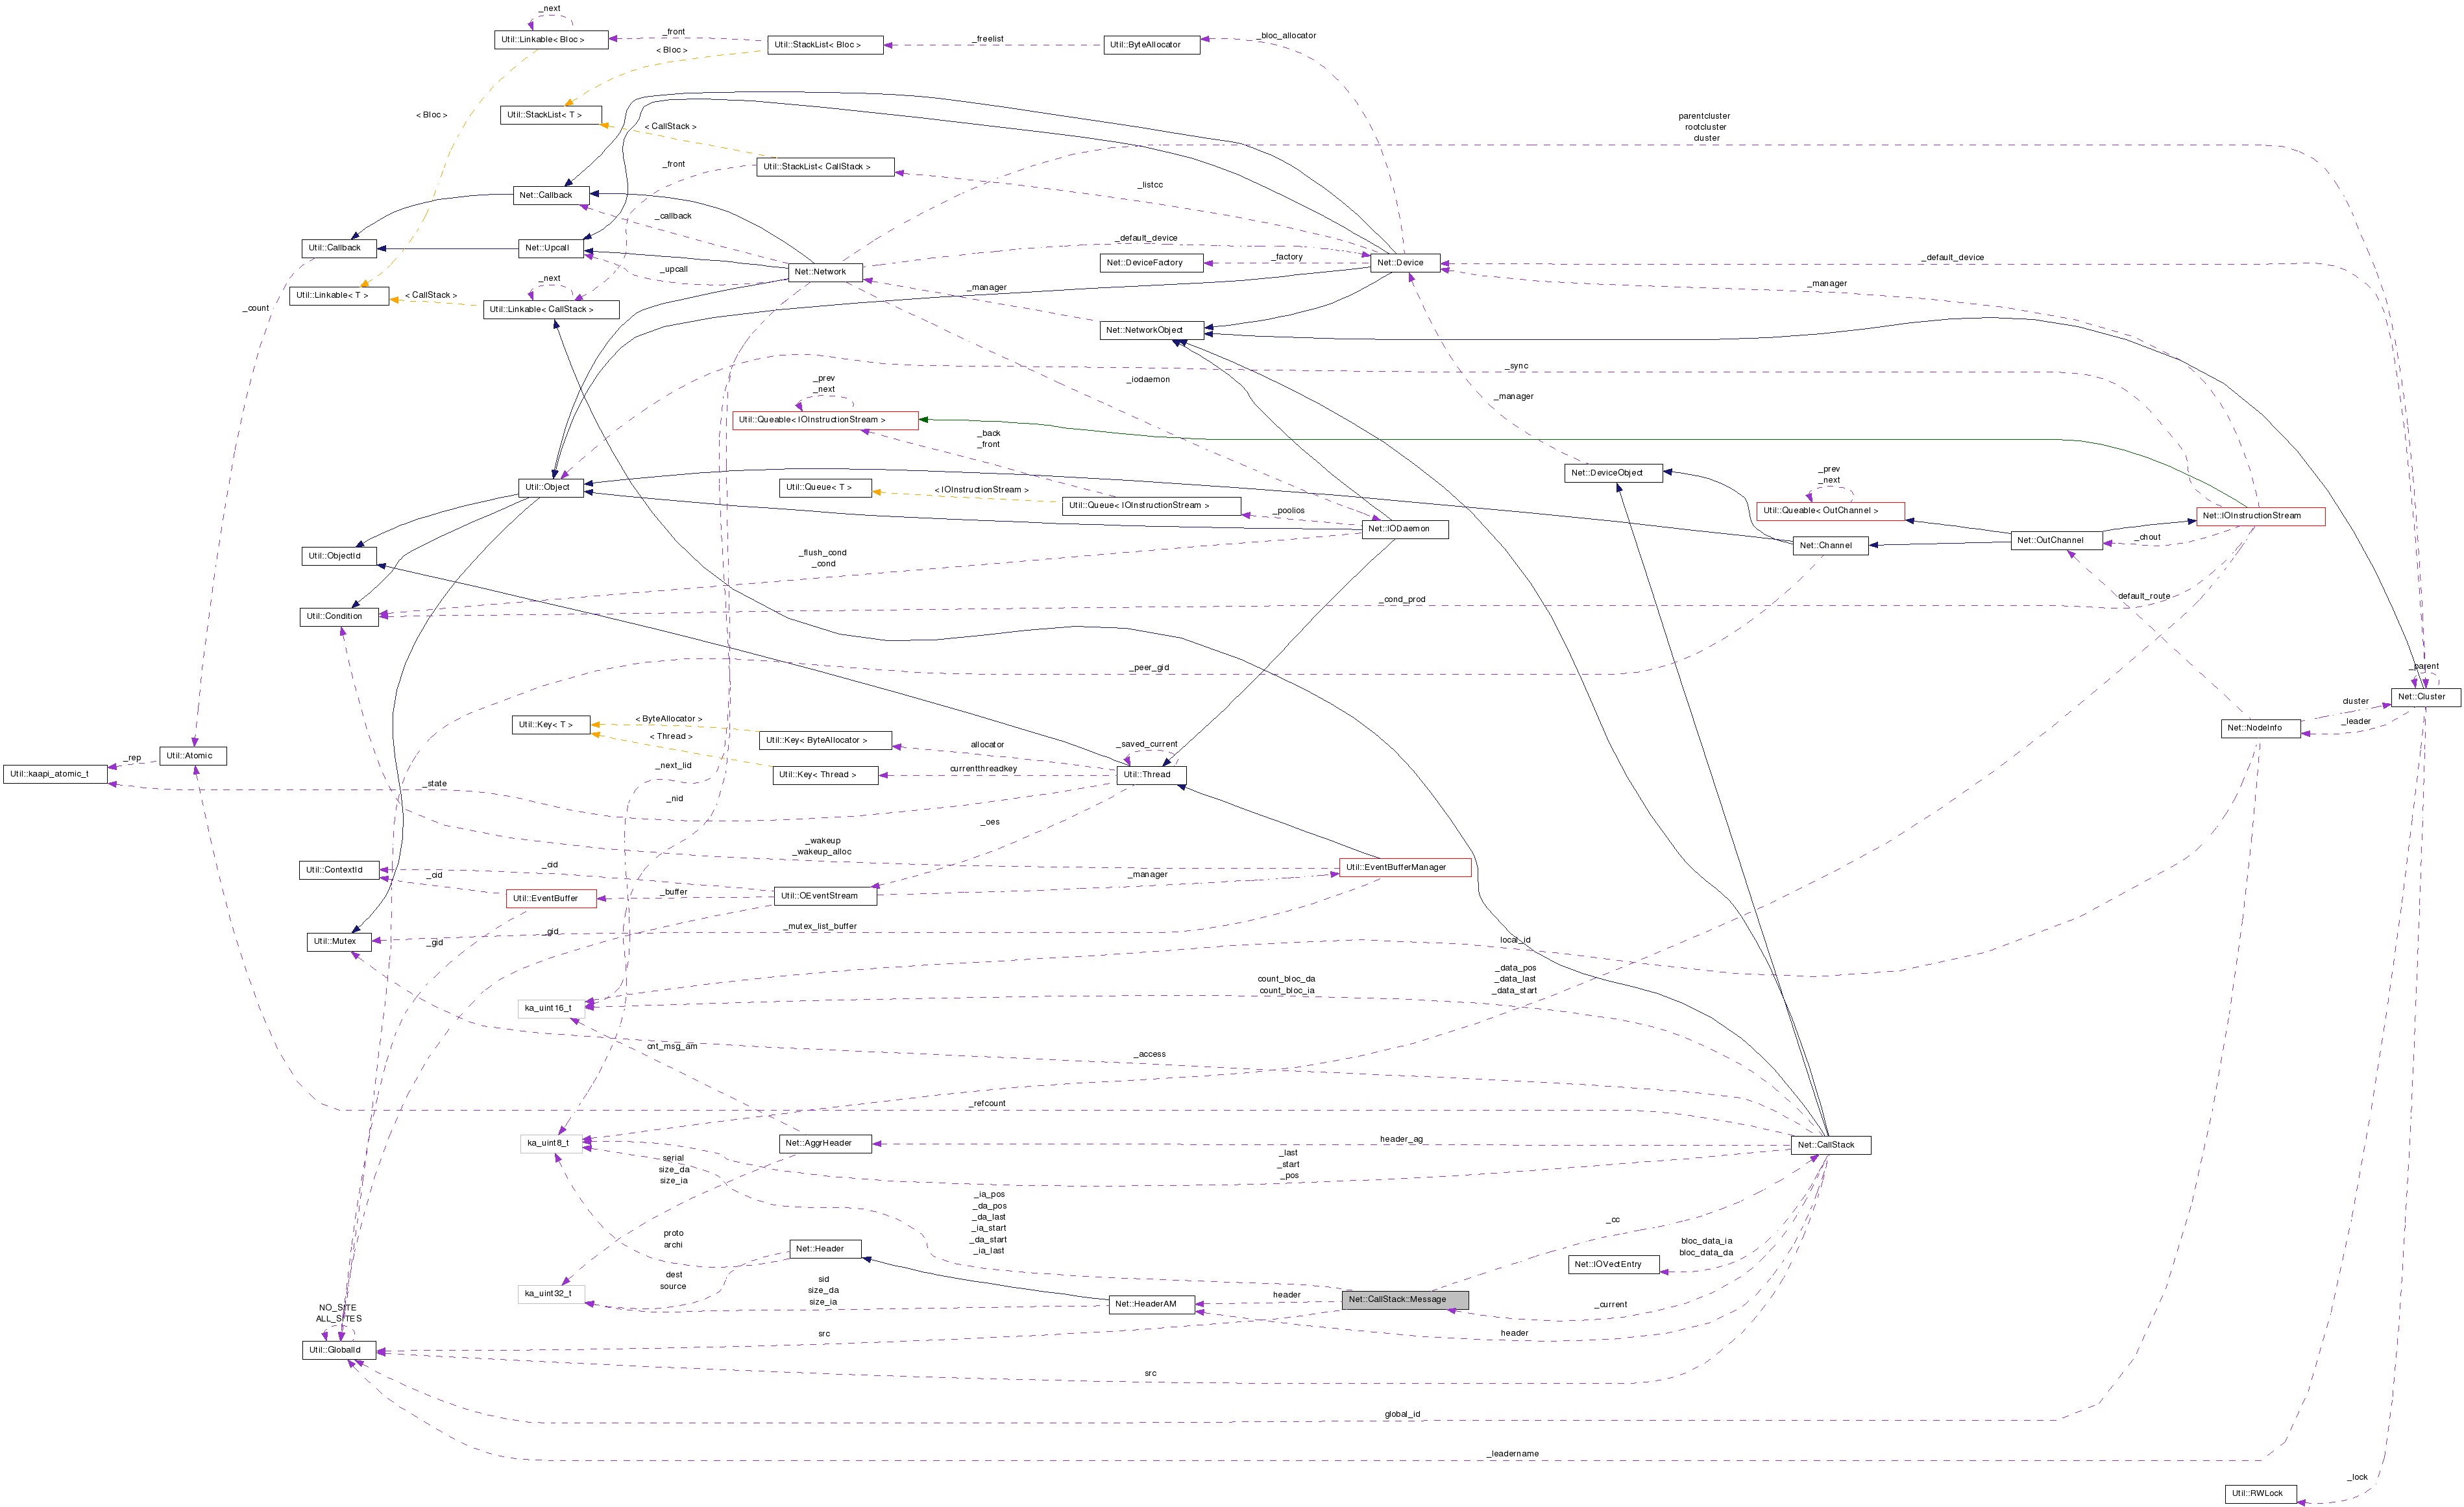 _next
Util::Linkable< Bloc >
_front
Util::StackList< Bloc >
< Bloc >
_freelist
Util::ByteAllocator
_bloc_allocator
Util::StackList< T >
< Bloc >
< CallStack >
parentcluster
rootcluster
cluster
Util::StackList< CallStack >
_front
_listcc
Net::Callback
_callback
Util::Callback
Net::Upcall
_upcall
_default_device
Net::DeviceFactory
_factory
Net::Device
_default_device
Net::Network
_next
Util::Linkable< T >
< CallStack >
Util::Linkable< CallStack >
_manager
_manager
_count
Net::NetworkObject
_sync
_iodaemon
_prev
_next
Util::Queable< IOInstructionStream >
_manager
_back
_front
Net::DeviceObject
_prev
_next
Util::Object
Util::Queue< T >
< IOInstructionStream >
Util::Queue< IOInstructionStream >
_poolios
Net::IODaemon
Util::Queable< OutChannel >
Net::IOInstructionStream
_chout
Net::OutChannel
Net::Channel
Util::ObjectId
_flush_cond
_cond
Util::Condition
_cond_prod
default_route
_peer_gid
_parent
Net::Cluster
cluster
_leader
Net::NodeInfo
Util::Key< T >
< ByteAllocator >
< Thread >
Util::Key< ByteAllocator >
allocator
_saved_current
Util::Atomic
_rep
Util::kaapi_atomic_t
_next_lid
Util::Key< Thread >
currentthreadkey
Util::Thread
_state
_nid
_oes
_wakeup
_wakeup_alloc
Util::ContextId
_cid
_cid
Util::EventBufferManager
_manager
Util::EventBuffer
_buffer
Util::OEventStream
Util::Mutex
_gid
_gid
_mutex_list_buffer
local_id
_data_pos
_data_last
_data_start
count_bloc_da
count_bloc_ia
ka_uint16_t
cnt_msg_am
_access
_refcount
ka_uint8_t
Net::AggrHeader
header_ag
Net::CallStack
serial
size_da
size_ia
_last
_start
_pos
_ia_pos
_da_pos
_da_last
_ia_start
_da_start
_ia_last
_cc
proto
archi
Net::Header
bloc_data_ia
bloc_data_da
Net::IOVectEntry
dest
source
ka_uint32_t
sid
size_da
size_ia
Net::HeaderAM
header
Net::CallStack::Message
_current
NO_SITE
ALL_SITES
Util::GlobalId
src
header
src
global_id
_leadername
_lock
Util::RWLock